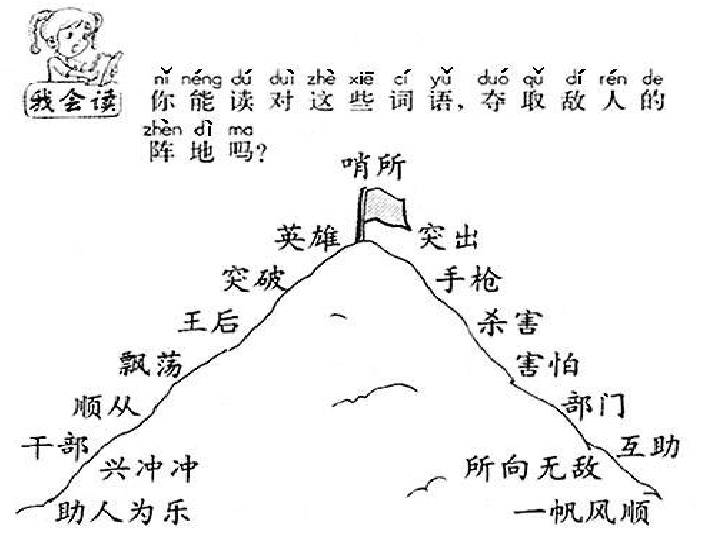 我会读
nǐ néng dú duì zhè xiē cí yǔ duó qǔ dí rén de
你能读对这些词语，夺取敌人的
zhèn dì ma
阵地吗？
哨所
英雄 突出
突破 手枪
王后 杀害
飘荡 害怕
顺从 部门
干部 互助
兴冲冲 所向无敌
助人为乐 一帆风顺